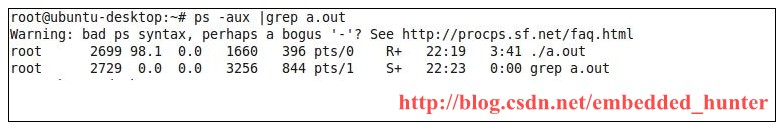 root@ubuntu-desktop:~# ps -aux |grep a.out
Warning: bad ps syntax, perhaps a bogus '-'? See http://procps.sf.net/faq.html
root      2699 98.1  0.0   1660   396 pts/0    R+   22:19   3:41 ./a.out
root      2729  0.0  0.0   3256   844 pts/1    S+   22:23   0:00 grep a.out
http://blog.csdn.net/embedded_hunter